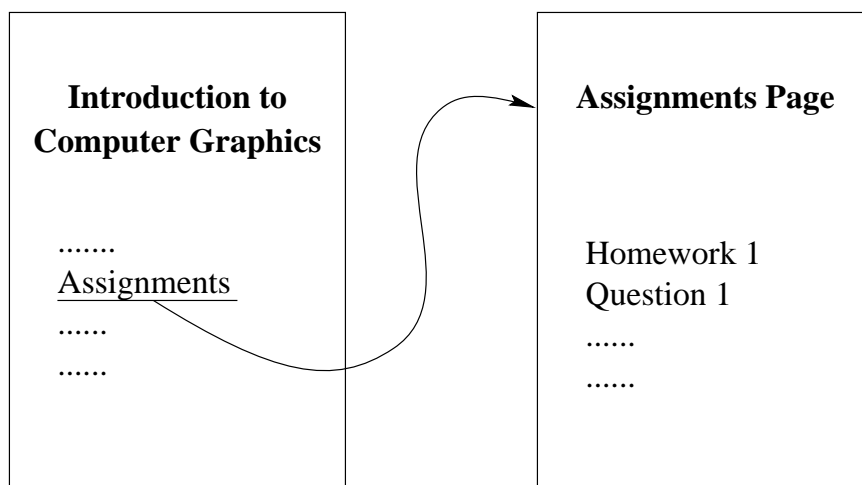 Introduction to
Computer Graphics
.......
Assignments
......
......
Assignments Page
Homework 1
Question 1
......
......